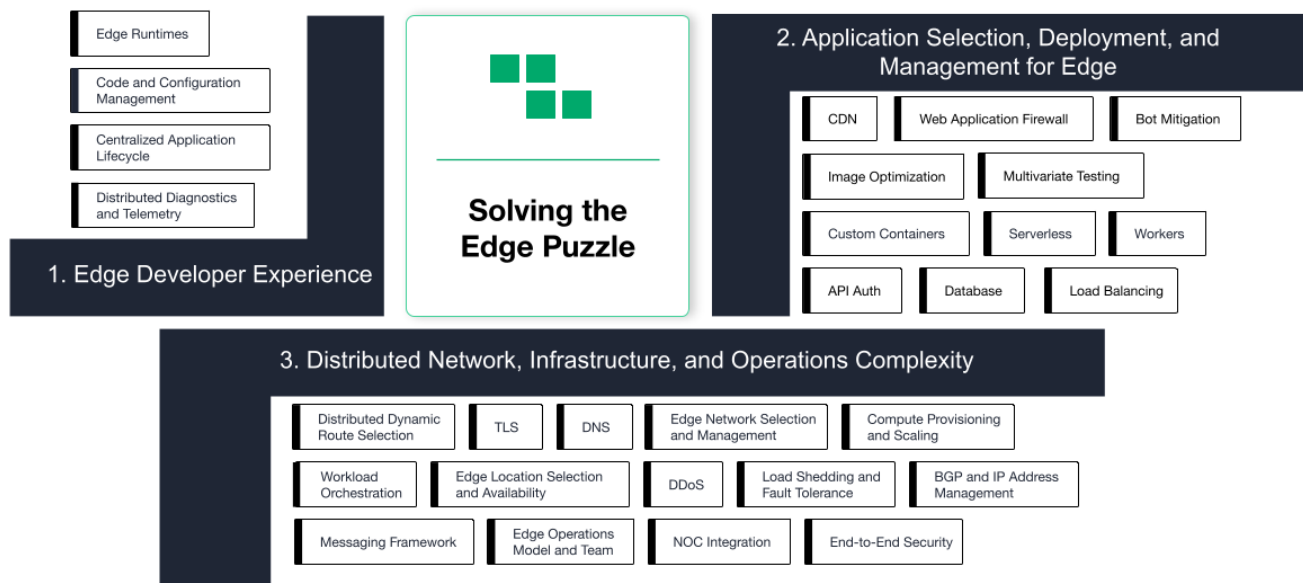 Edge Runtimes
Code and Configuration
Management
Centralized Application
Lifecycle
Distributed Diagnostics
and Telemetry
1. Edge Developer Experience
Solving the
Edge Puzzle
2. Application Selection, Deployment, and
Management for Edge
CDN
Web Application Firewall
Bot Mitigation
Image Optimization
Multivariate Testing
Custom Containers
Serverless
Workers
API Auth
Database
Load Balancing
3. Distributed Network, Infrastructure, and Operations Complexity
Distributed Dynamic
Route Selection
TLS
DNS
Edge Network Selection
and Management
Compute Provisioning
and Scaling
Workload
Orchestration
Edge Location Selection
and Availability
DDoS
Load Shedding and
Fault Tolerance
BGP and IP Address
Management
Messaging Framework
Edge Operations
Model and Team
NOC Integration
End-to-End Security